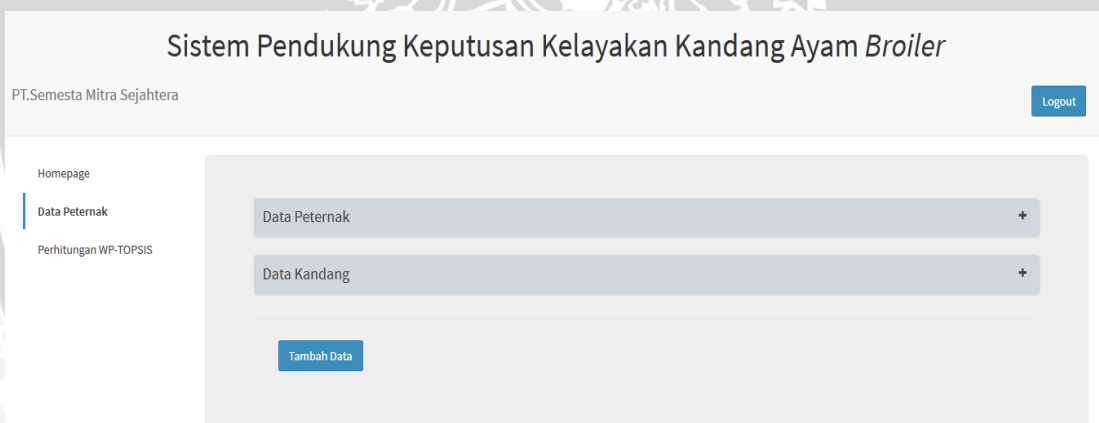 Sistem Pendukung Keputusan Kelayakan Kandang Ayam Broiler
PT.Semesta Mitra Sejahtera
Logout
Homepage
Data Peternak
Perhitungan WP-TOPSIS
Data Peternak +
Data Kandang +
Tambah Data